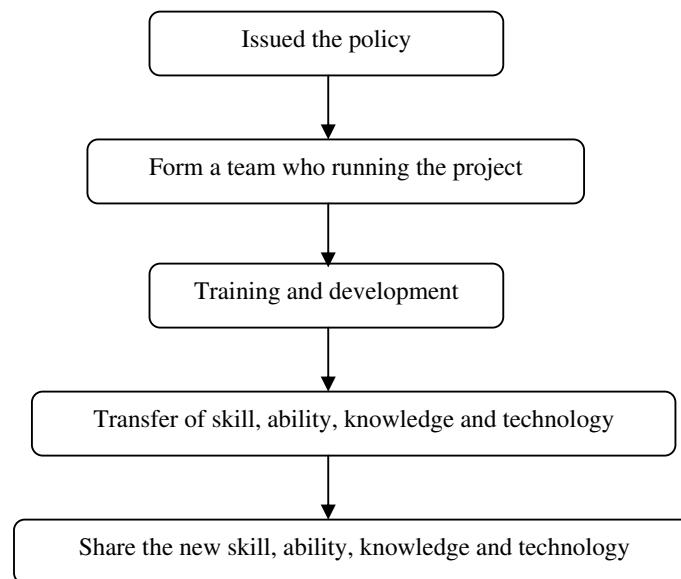 Issued the policy
Form a team who running the project
Training and development
Transfer of skill, ability, knowledge and technology
Share the new skill, ability, knowledge and technology